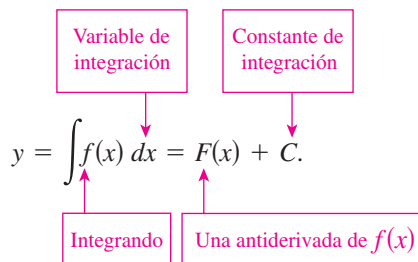 Variable de
integración
Constante de
integración
y = ∫f(x) dx = F(x) + C.
Integrando
Una antiderivada de f(x)